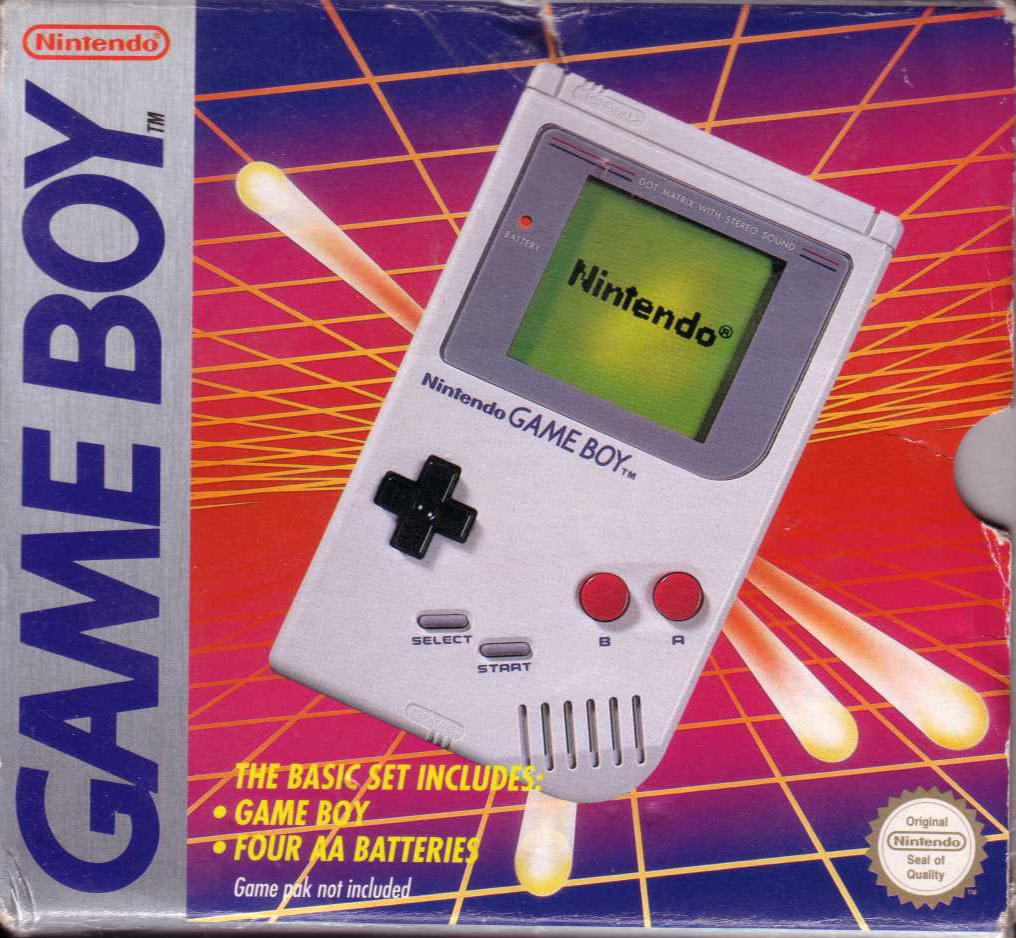 Nintendo®
GAME BOY™
DOT MATRIX WITH STEREO SOUND
BATTERY
Nintendo®
Nintendo GAME BOY™
SELECT
START
B
A
THE BASIC SET INCLUDES:
• GAME BOY
• FOUR AA BATTERIES
Game pak not included
Original
Nintendo
Seal of
Quality
™